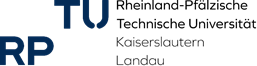 TU
RP
Rheinland-Pfälzische
Technische Universität
Kaiserslautern
Landau